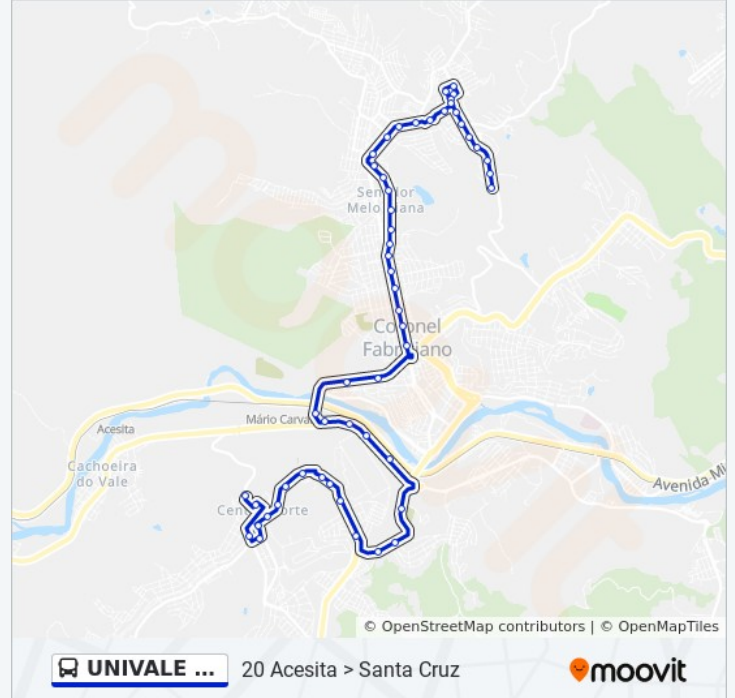 Senador
Melo Viana
Coronel
Fabriciano
Mário Carva
Acesita
Cachoeira
do Vale
Avenida Mi
Centro Norte
© OpenStreetMap contributors | © OpenMapTiles
UNIVALE ...
20 Acesita > Santa Cruz
moovit